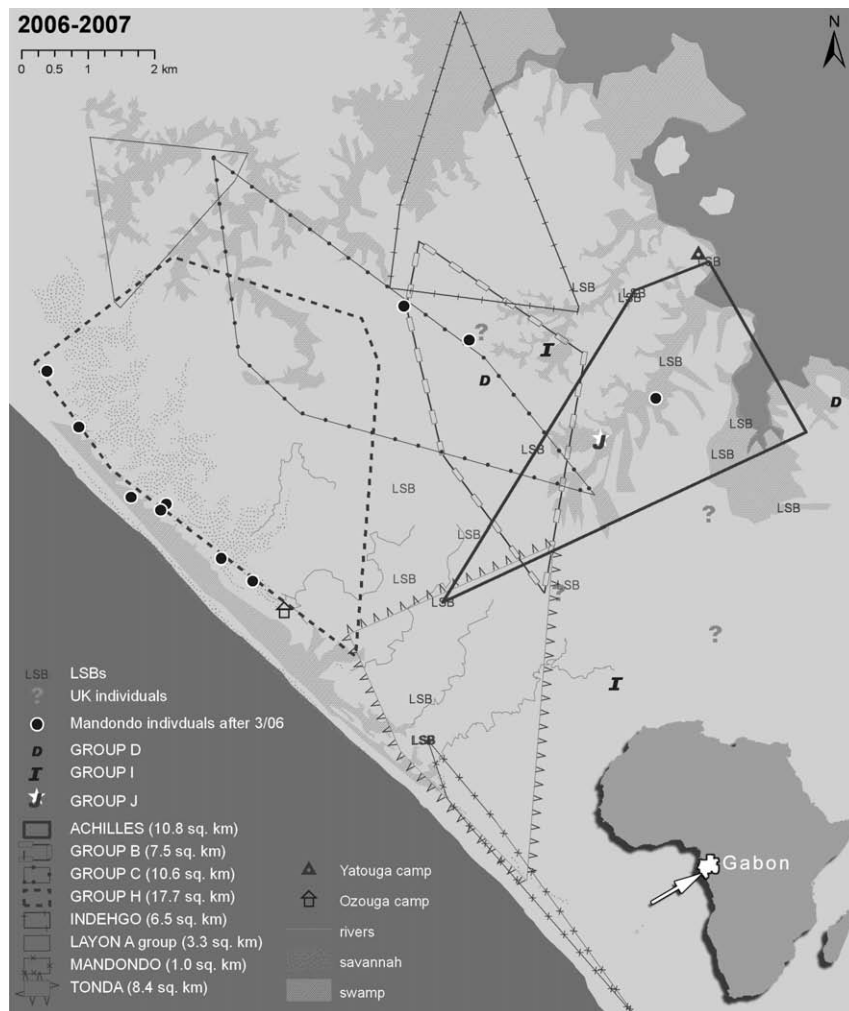 2006-2007
N
0 0.5 1 2 km
LSB
LSB
LSB
LSB
I
LSB
?
D
D
J
LSB
LSB
LSB
LSB
?
LSB
LSB
LSB
LSB
?
LSB
?
I
LSB
LSB
LSB LSBs
? UK individuals
Mandondo indivduals after 3/06
D GROUP D
I GROUP I
J GROUP J
ACHILLES (10.8 sq. km)
GROUP B (7.5 sq. km)
GROUP C (10.6 sq. km)
GROUP H (17.7 sq. km)
INDEHGO (6.5 sq. km)
LAYON A group (3.3 sq. km)
MANDONDO (1.0 sq. km)
TONDA (8.4 sq. km)
Yatouga camp
Ozouga camp
rivers
savannah
swamp
Gabon